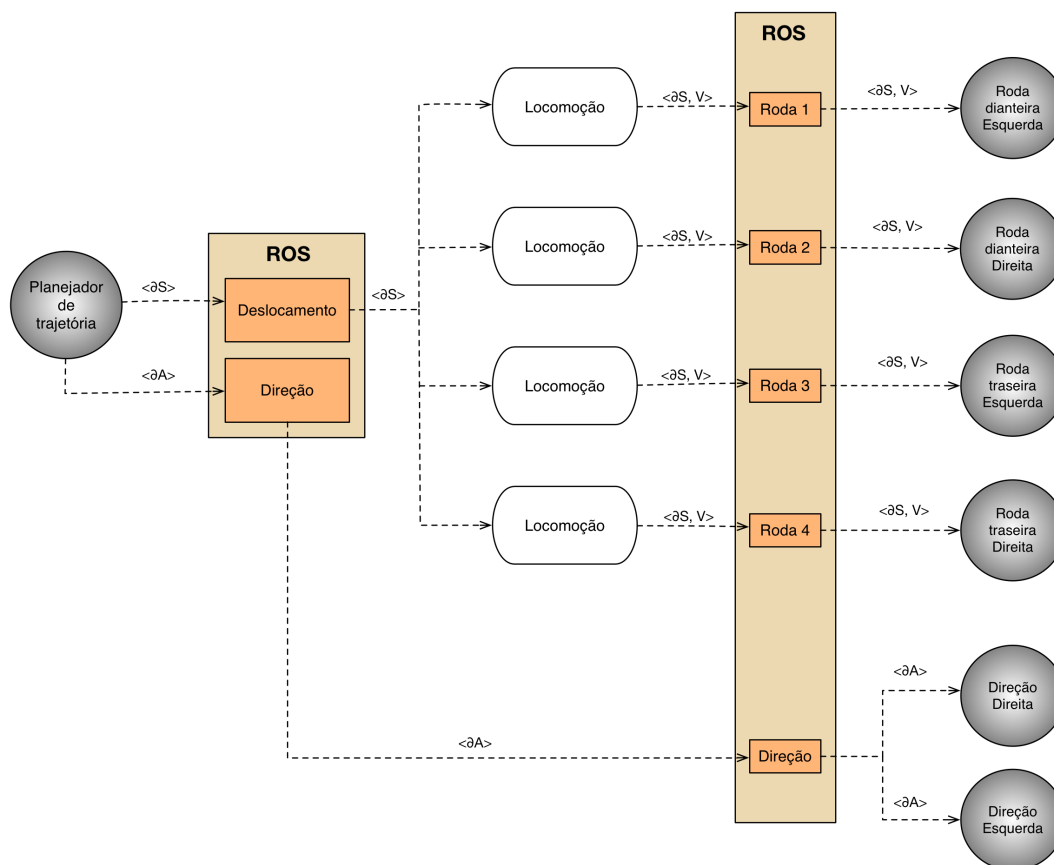 ROS
Locomoção
<∂S, V>
Roda 1
<∂S, V>
Roda
dianteira
Esquerda
Locomoção
<∂S, V>
Roda 2
<∂S, V>
Roda
dianteira
Direita
Planejador
de
trajetória
<∂S>
<∂A>
ROS
Deslocamento
Direção
<∂S>
Locomoção
<∂S, V>
Roda 3
<∂S, V>
Roda
traseira
Esquerda
Locomoção
<∂S, V>
Roda 4
<∂S, V>
Roda
traseira
Direita
<∂A>
Direção
<∂A>
Direção
Direita
<∂A>
Direção
Esquerda